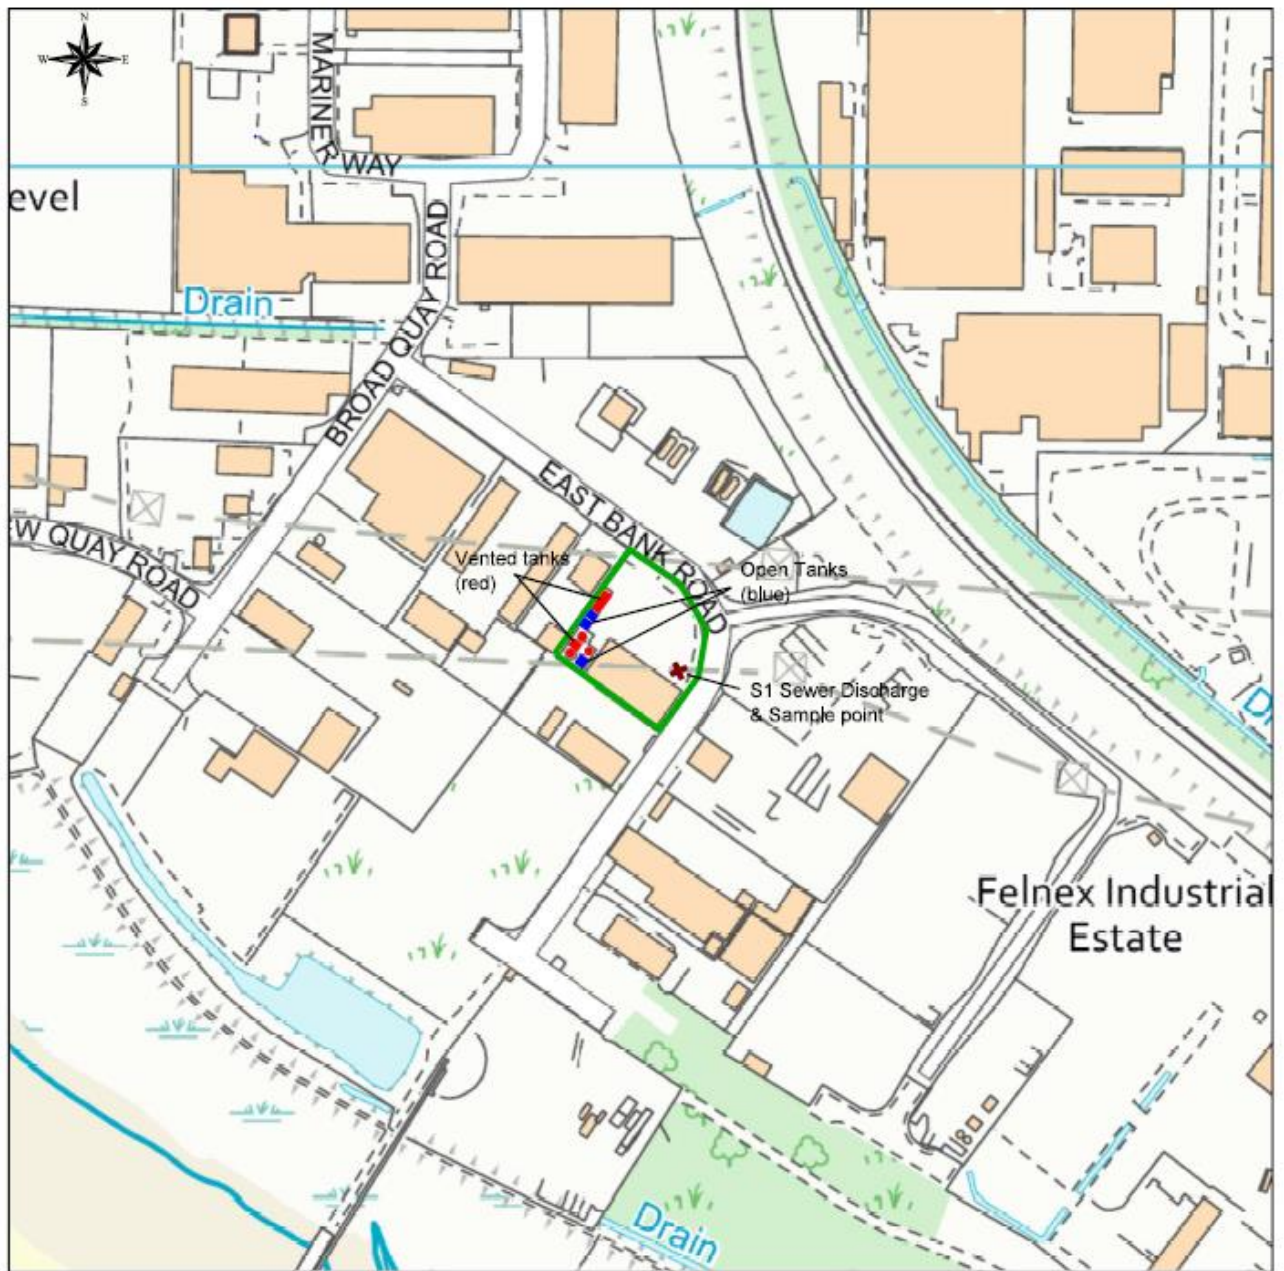 N
W E
S
MARINER WAY
evel
BROAD QUAY ROAD
Drain
EAST BANK ROAD
EW QUAY ROAD
Vented tanks
(red)
Open Tanks
(blue)
S1 Sewer Discharge
& Sample point
Dr
Felnex Industrial
Estate
Drain